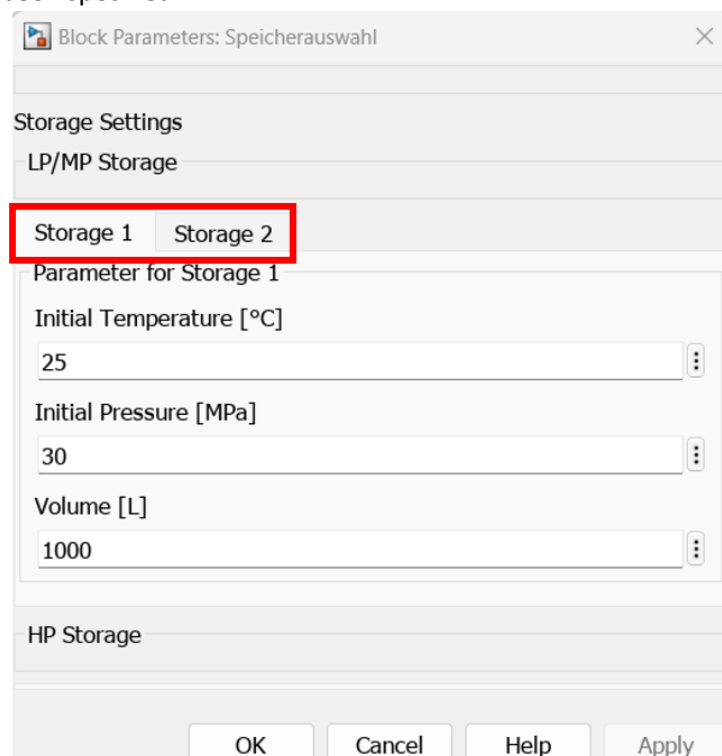 Block Parameters: Speicherauswahl
Storage Settings
LP/MP Storage
Storage 1 Storage 2
Parameter for Storage 1
Initial Temperature [°C]
25
Initial Pressure [MPa]
30
Volume [L]
1000
HP Storage
OK Cancel Help Apply